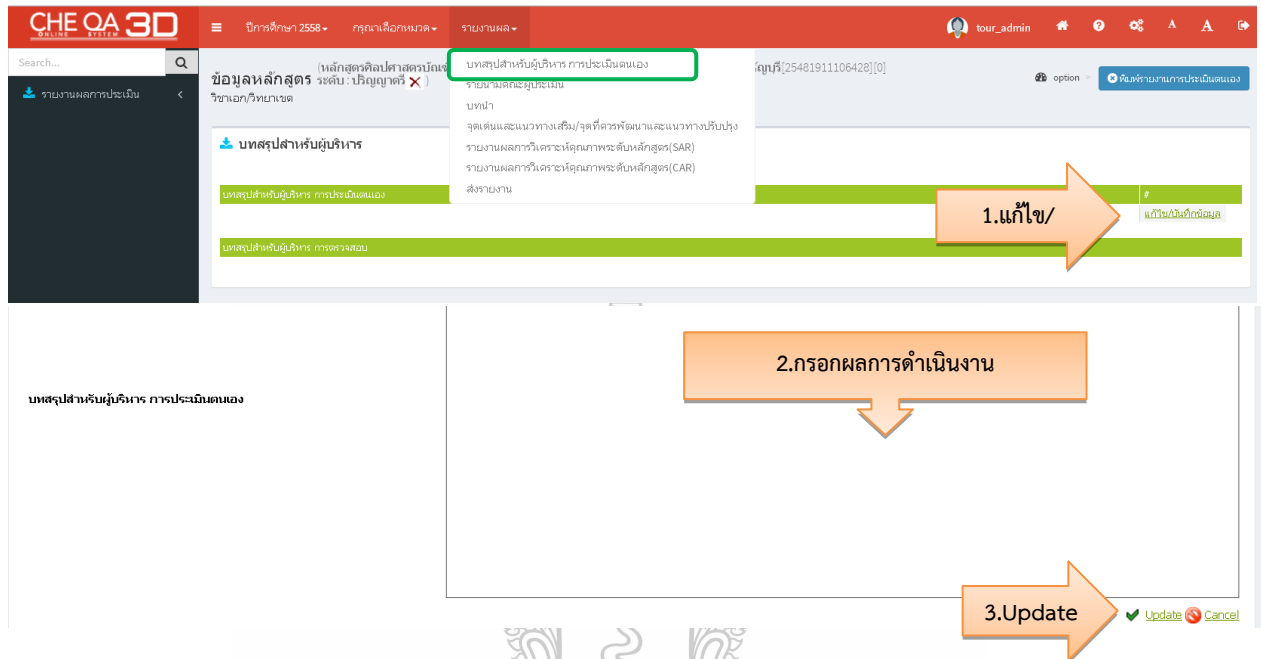 CHE QA 3D
ONLINE SYSTEM
ปีการศึกษา 2558
กรุณาเลือกหมวด
รายงานผล
tour_admin
A
A
Search...
รายงานผลการประเมิน
ข้อมูลหลักสูตร (หลักสูตรศิลปศาสตรบัณฑ
ระดับ : ปริญญาตรี )
ัญบุรี[25481911106428][0]
วิชาเอก/วิทยาเขต
option
พิมพ์รายงานการประเมินตนเอง
บทสรุปสำหรับผู้บริหาร การประเมินตนเอง
รายนามคณะผู้ประเมิน
บทนำ
จุดเด่นและแนวทางเสริม/จุดที่ควรพัฒนาและแนวทางปรับปรุง
รายงานผลการวิเคราะห์คุณภาพระดับหลักสูตร(SAR)
รายงานผลการวิเคราะห์คุณภาพระดับหลักสูตร(CAR)
ส่งรายงาน
บทสรุปสำหรับผู้บริหาร
บทสรุปสำหรับผู้บริหาร การประเมินตนเอง
#
1.แก้ไข/
แก้ไข/บันทึกข้อมูล
บทสรุปสำหรับผู้บริหาร การตรวจสอบ
2.กรอกผลการดำเนินงาน
บทสรุปสำหรับผู้บริหาร การประเมินตนเอง
3.Update
Update Cancel